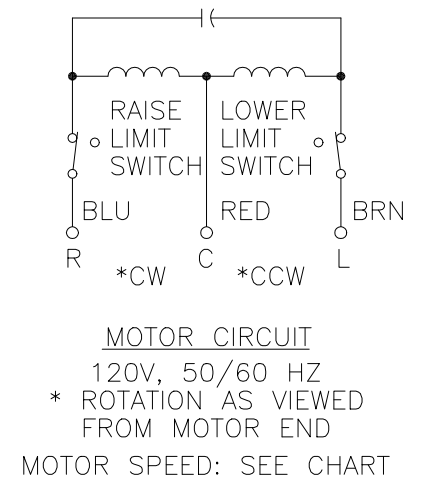 RAISE LIMIT SWITCH
LOWER LIMIT SWITCH
BLU
RED
BRN
R
C
L
*CW
*CCW
MOTOR CIRCUIT
120V, 50/60 HZ
* ROTATION AS VIEWED
FROM MOTOR END
MOTOR SPEED: SEE CHART